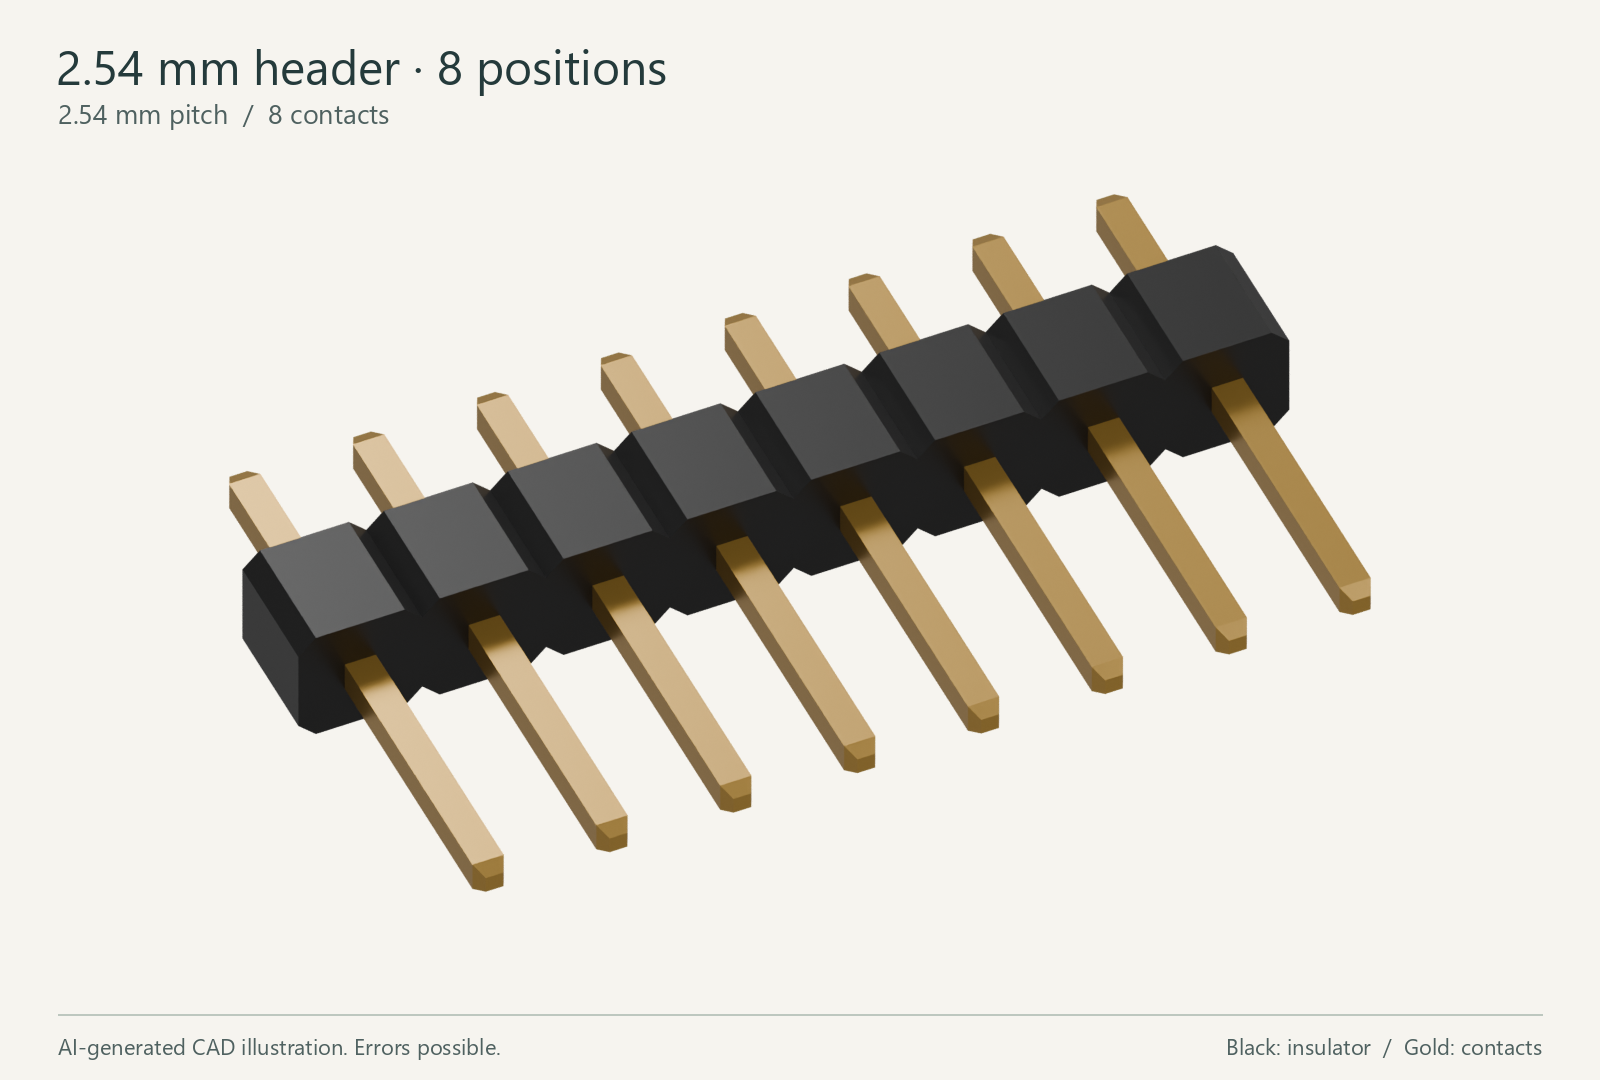 2.54 mm header · 8 positions
2.54 mm pitch / 8 contacts
AI-generated CAD illustration. Errors possible.
Black: insulator / Gold: contacts